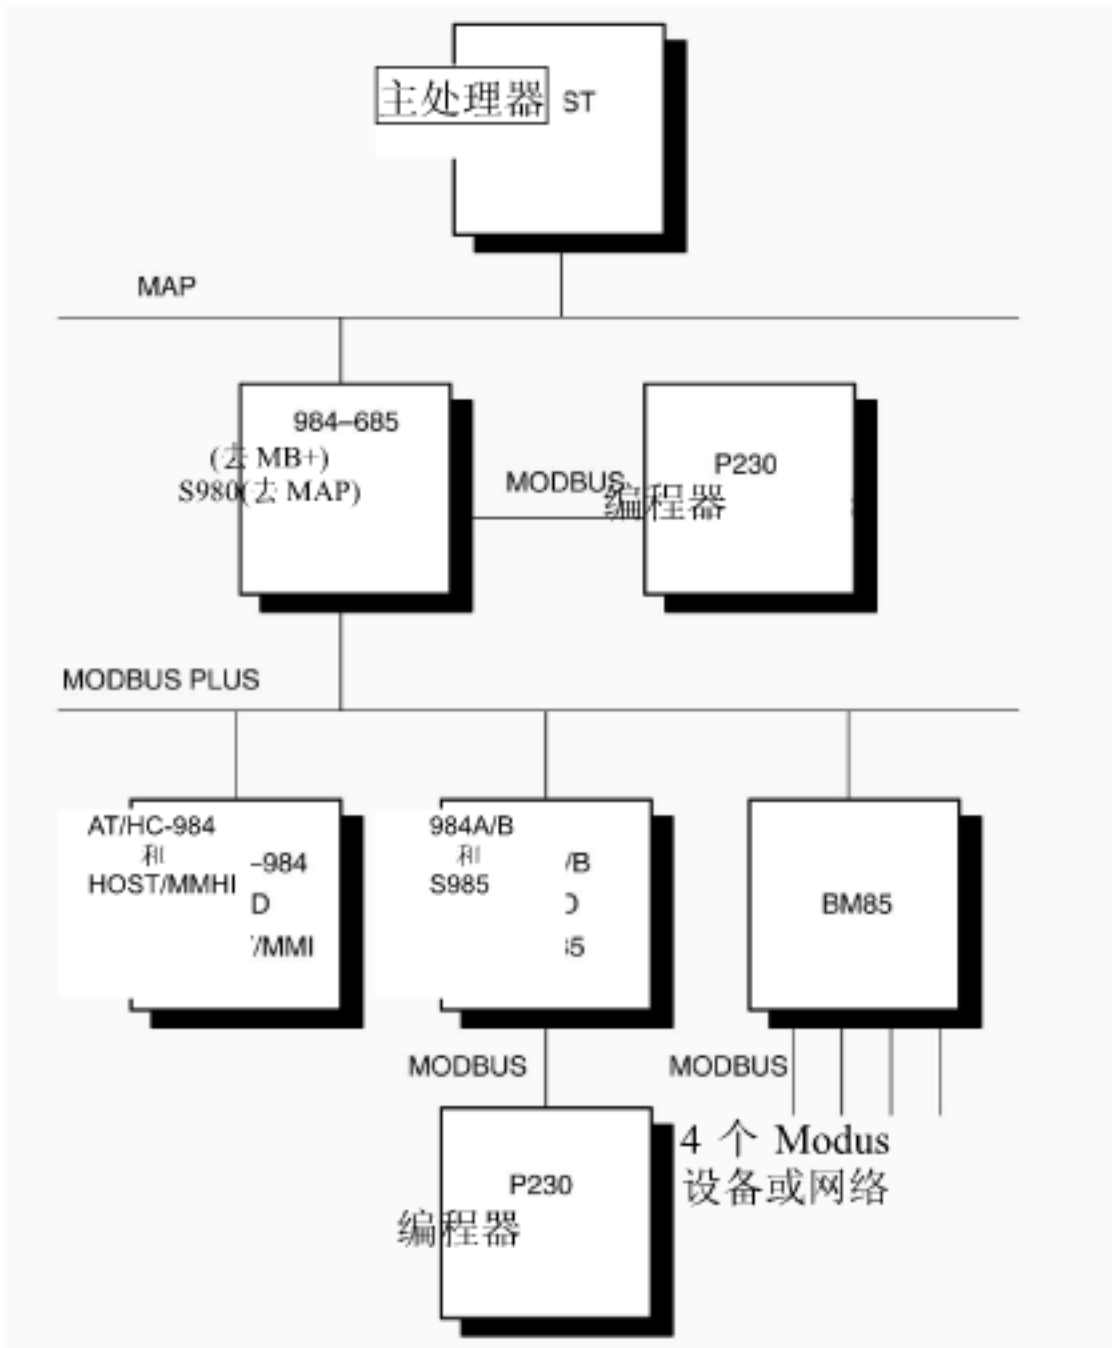 主处理器 ST
MAP
984–685
(去 MB+)
S980(去 MAP)
MODBUS
P230
编程器
MODBUS PLUS
AT/HC-984
和
HOST/MMHI
–984
D
/MMI
984A/B
和
S985
/B
D
35
BM85
MODBUS
MODBUS
P230
编程器
4 个 Modus
设备或网络